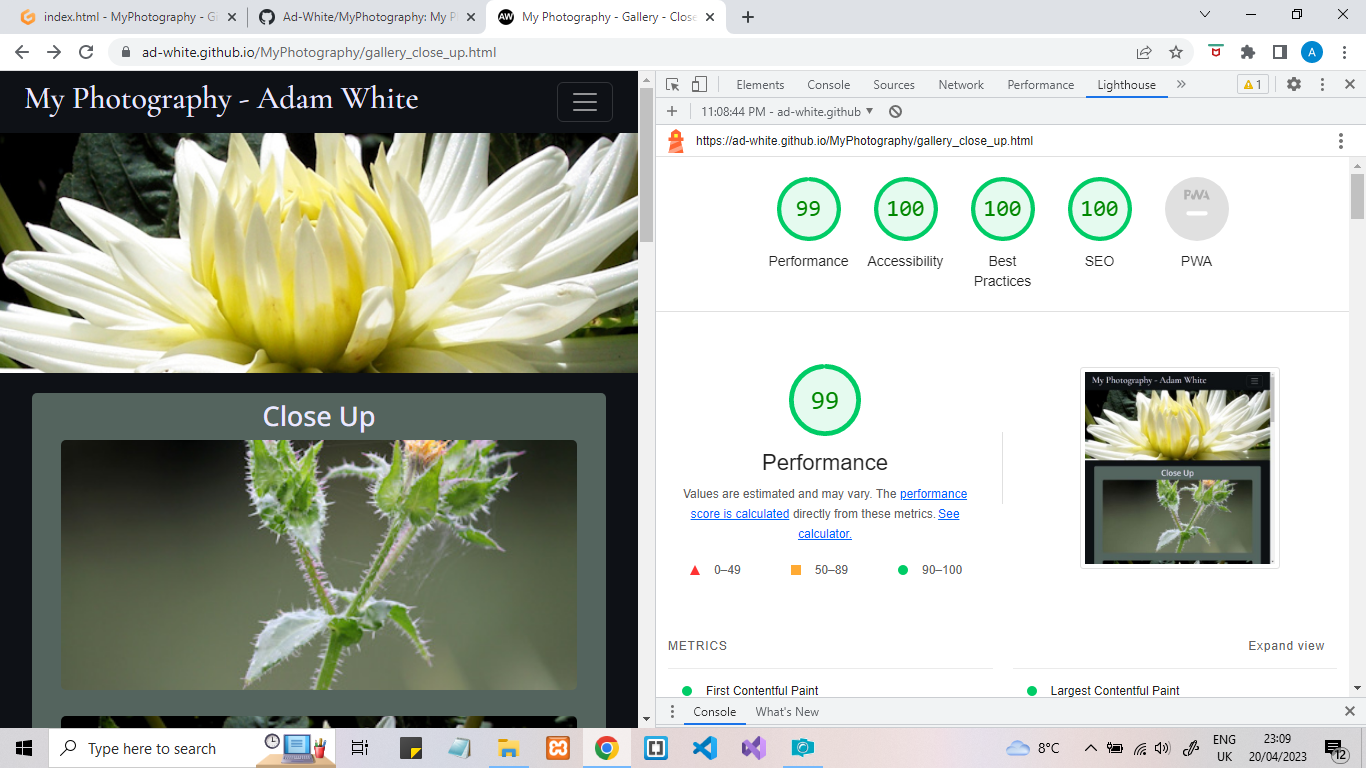 index.html - MyPhotography - Gi
Ad-White/MyPhotography: My P
AW
My Photography - Gallery - Close
ad-white.github.io/MyPhotography/gallery_close_up.html
A
My Photography - Adam White
Elements
Console
Sources
Network
Performance
Lighthouse
1
11:08:44 PM - ad-white.github
https://ad-white.github.io/MyPhotography/gallery_close_up.html
99
100
100
100
PWA
Performance
Accessibility
Best
Practices
SEO
PWA
99
Performance
Values are estimated and may vary. The performance
score is calculated directly from these metrics. See
calculator.
0–49
50–89
90–100
My Photography - Adam White
Close Up
Close Up
METRICS
Expand view
First Contentful Paint
Largest Contentful Paint
Console
What's New
Type here to search
8°C
ENG
UK
23:09
20/04/2023
12